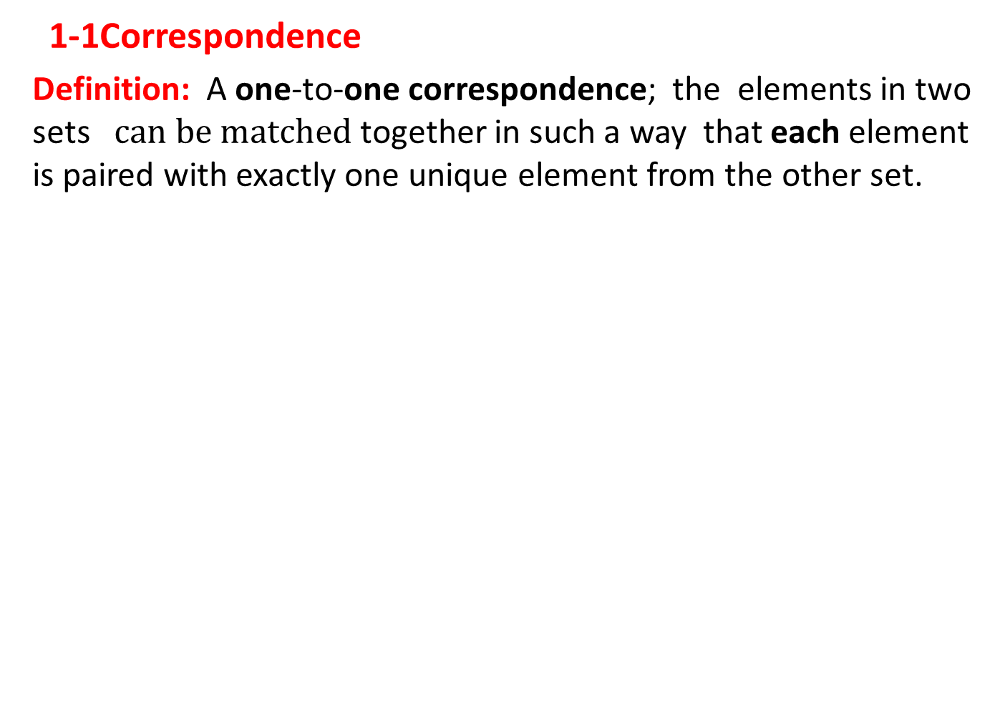 1-1Correspondence
Definition: A one-to-one correspondence; the elements in two
sets can be matched together in such a way that each element
is paired with exactly one unique element from the other set.